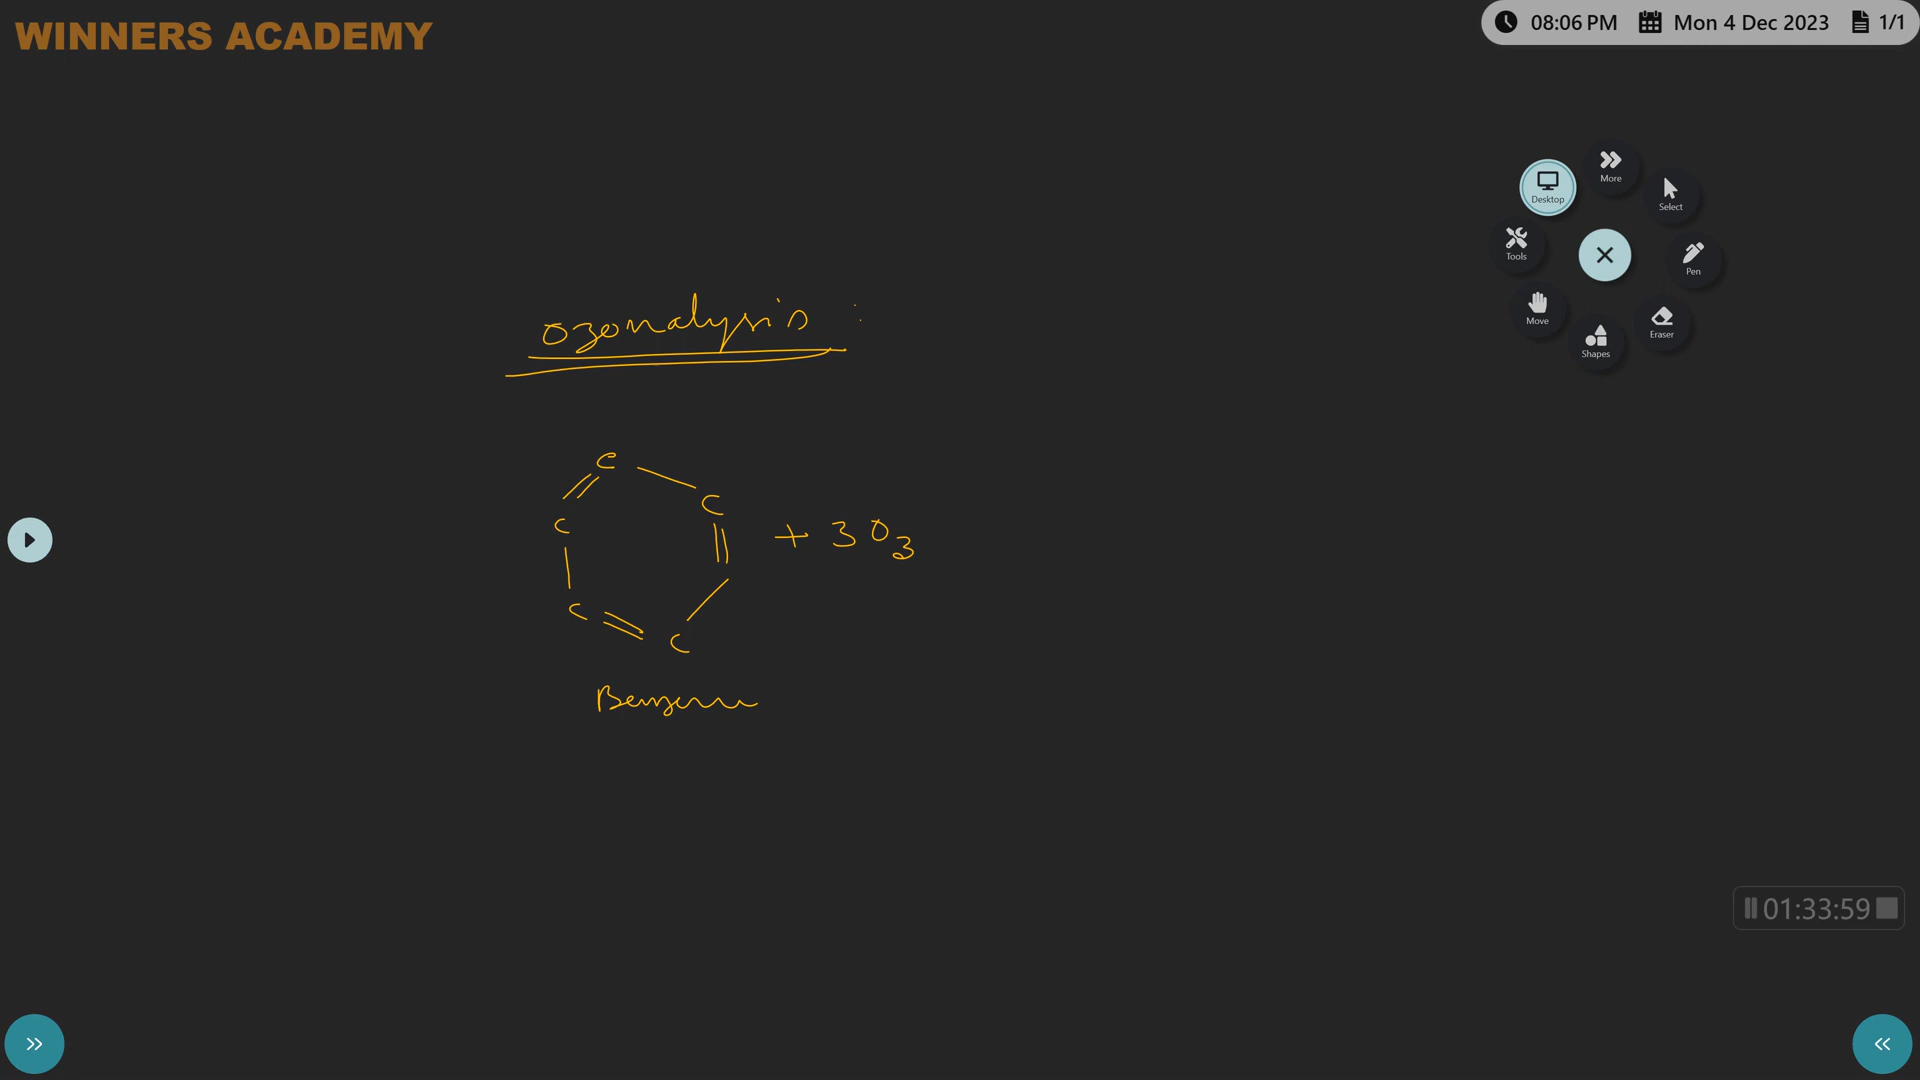 WINNERS ACADEMY
08:06 PM Mon 4 Dec 2023 1/1
More
Desktop
Select
Tools
Pen
Move
Eraser
Shapes
ozonalysis :
C
C
C
+ 3 O3
C
C
Benzene
01:33:59